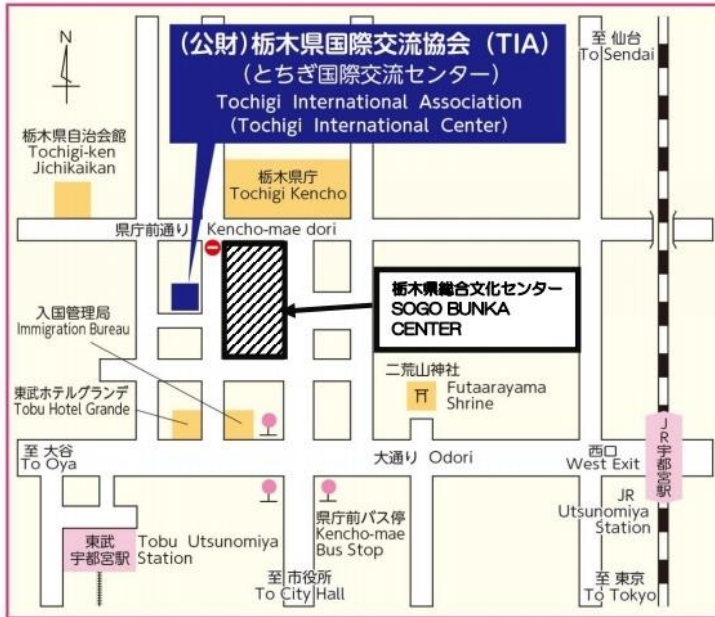 (公財)栃木県国際交流協会 (TIA)
(とちぎ国際交流センター)
Tochigi International Association
(Tochigi International Center)
至 仙台
To Sendai
N
栃木県自治会館
Tochigi-ken
Jichikaikan
栃木県庁
Tochigi Kencho
県庁前通り Kencho-mae dori
栃木県総合文化センター
SOGO BUNKA
CENTER
入国管理局
Immigration Bureau
東武ホテルグランデ
Tobu Hotel Grande
二荒山神社
Futaarayama
Shrine
至 大谷
To Oya
大通り Odori
西口
West Exit
JR宇都宮駅
JR
Utsunomiya
Station
県庁前バス停
Kencho-mae
Bus Stop
東武
宇都宮駅
Tobu Utsunomiya
Station
至 市役所
To City Hall
至 東京
To Tokyo